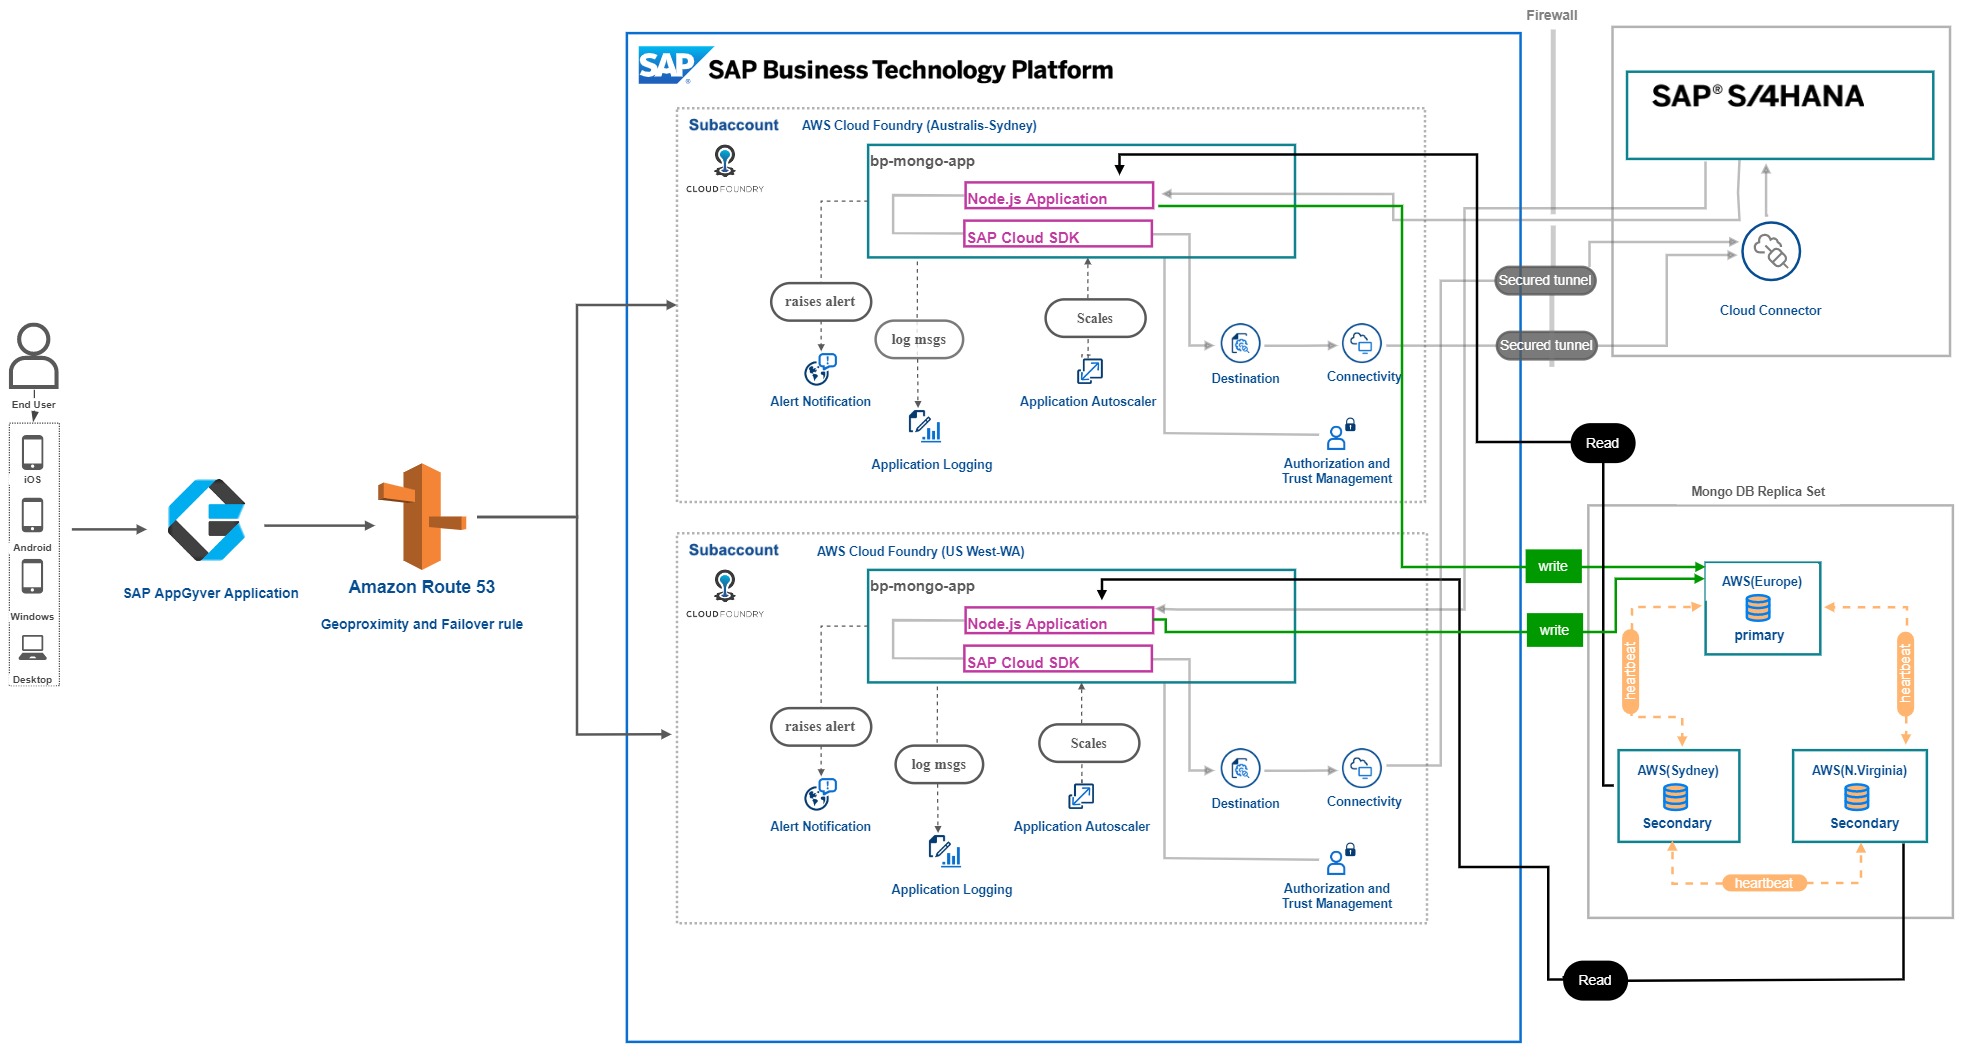 Firewall
SAP
SAP Business Technology Platform
SAP® S/4HANA
Cloud Connector
Secured tunnel
Secured tunnel
Subaccount
AWS Cloud Foundry (Australis-Sydney)
CLOUDFOUNDRY
bp-mongo-app
Node.js Application
SAP Cloud SDK
raises alert
log msgs
Scales
Alert Notification
Application Logging
Application Autoscaler
Destination
Connectivity
Authorization and
Trust Management
End User
iOS
Android
Windows
Desktop
SAP AppGyver Application
Amazon Route 53
Geoproximity and Failover rule
Subaccount
AWS Cloud Foundry (US West-WA)
CLOUDFOUNDRY
bp-mongo-app
Node.js Application
SAP Cloud SDK
raises alert
log msgs
Scales
Alert Notification
Application Logging
Application Autoscaler
Destination
Connectivity
Authorization and
Trust Management
Read
Mongo DB Replica Set
write
write
AWS(Europe)
primary
heartbeat
heartbeat
AWS(Sydney)
Secondary
AWS(N.Virginia)
Secondary
heartbeat
Read